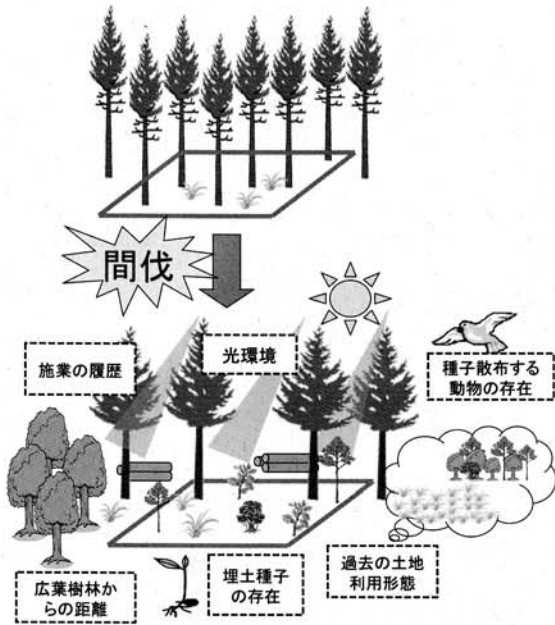 間伐
施業の履歴
光環境
種子散布する
動物の存在
広葉樹林か
らの距離
埋土種子
の存在
過去の土地
利用形態